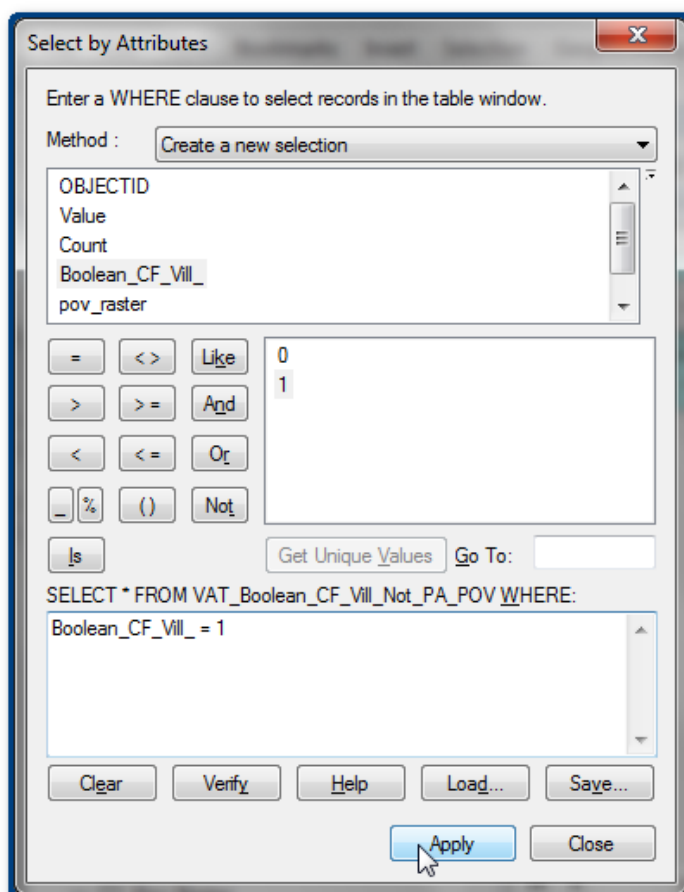 Select by Attributes
Enter a WHERE clause to select records in the table window.
Method : Create a new selection
OBJECTID
Value
Count
Boolean_CF_Vill_
pov_raster
= < > Like
> > = And
< < = Or
_ % ( ) Not
Is
0
1
Get Unique Values Go To:
SELECT * FROM VAT_Boolean_CF_Vill_Not_PA_POV WHERE:
Boolean_CF_Vill_ = 1
Clear Verify Help Load... Save...
Apply Close